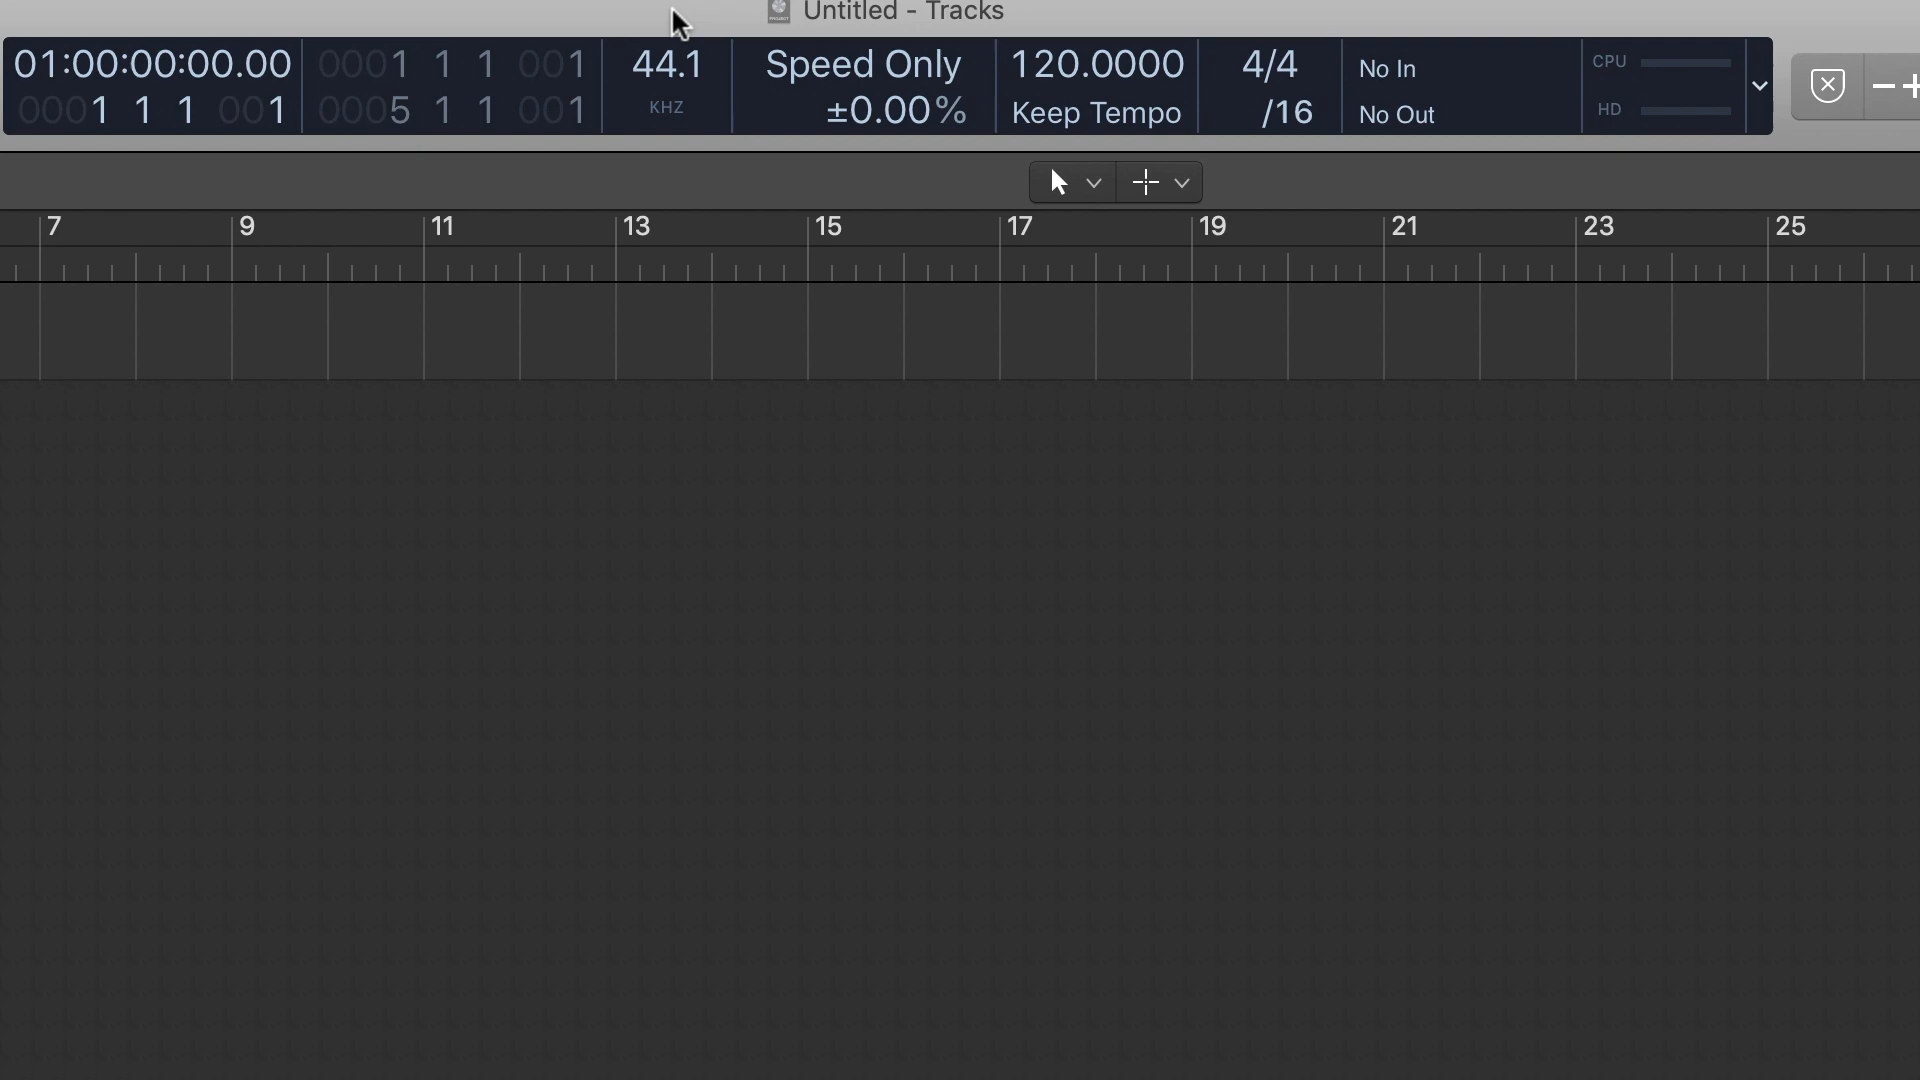 Untitled - Tracks
01:00:00:00.00 0001 1 1 001 44.1 Speed Only 120.0000 4/4 No In CPU
0001 1 1 001 0005 1 1 001 KHZ ±0.00% Keep Tempo /16 No Out HD
7 9 11 13 15 17 19 21 23 25